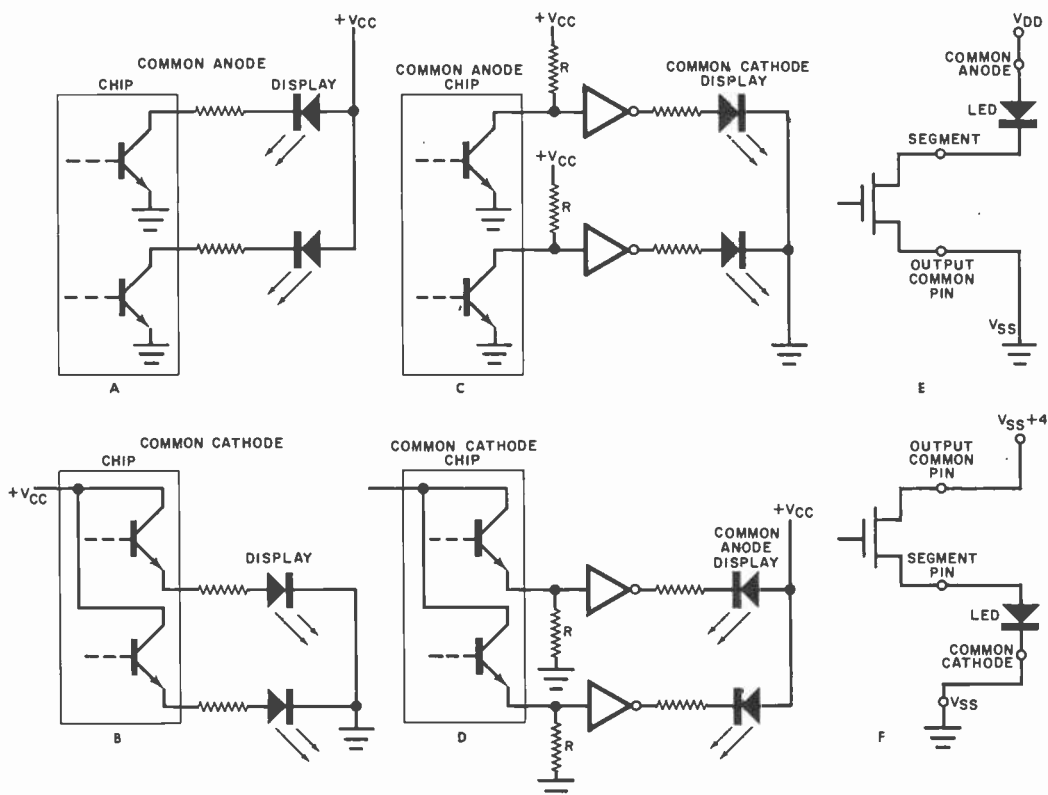 +VCC
COMMON ANODE
CHIP
DISPLAY
A
+VCC
R
COMMON ANODE
CHIP
COMMON CATHODE
DISPLAY
+VCC
R
C
VDD
COMMON
ANODE
LED
SEGMENT
OUTPUT
COMMON
PIN
VSS
E
COMMON CATHODE
CHIP
+VCC
DISPLAY
B
COMMON CATHODE
CHIP
+VCC
COMMON
ANODE
DISPLAY
R
R
D
VSS+4
OUTPUT
COMMON
PIN
SEGMENT
PIN
LED
COMMON
CATHODE
VSS
F